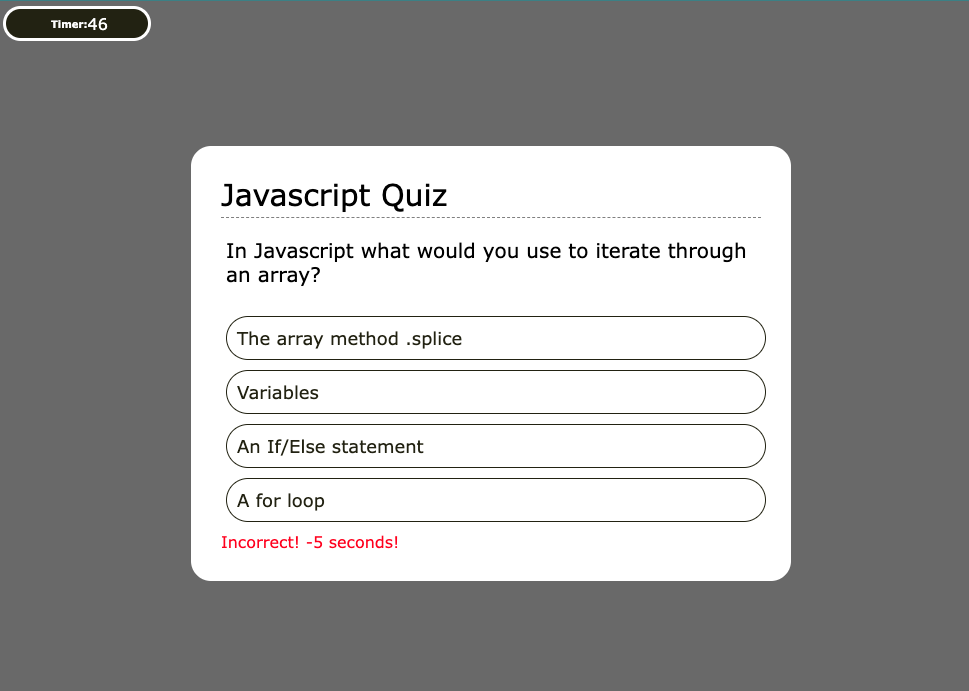 Timer:46
Javascript Quiz
In Javascript what would you use to iterate through
an array?
The array method .splice
Variables
An If/Else statement
A for loop
Incorrect! -5 seconds!